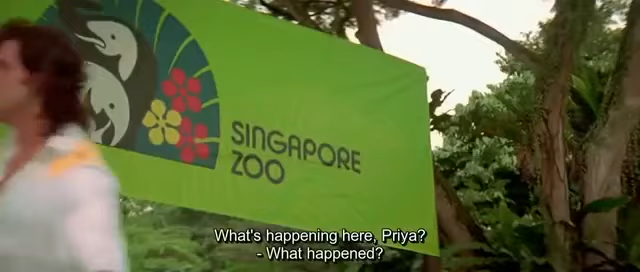 SINGAPORE
ZOO
What's happening here, Priya?
- What happened?